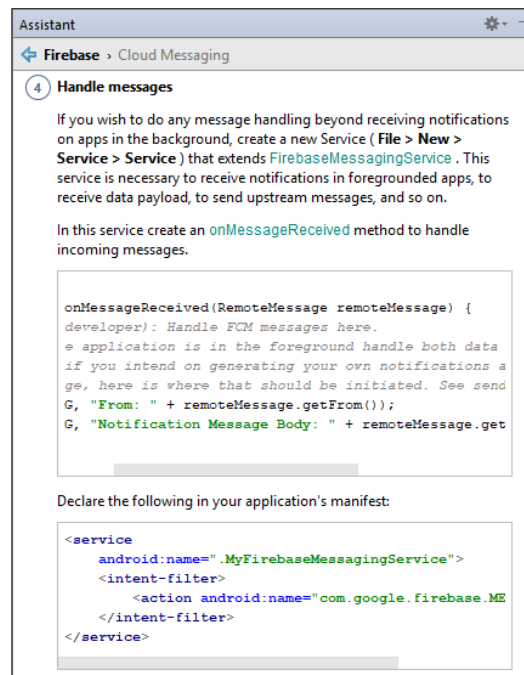 Assistant
Firebase › Cloud Messaging
4 Handle messages
If you wish to do any message handling beyond receiving notifications
on apps in the background, create a new Service ( File > New >
Service > Service ) that extends FirebaseMessagingService . This
service is necessary to receive notifications in foregrounded apps, to
receive data payload, to send upstream messages, and so on.
In this service create an onMessageReceived method to handle
incoming messages.
onMessageReceived(RemoteMessage remoteMessage) {
developer): Handle FCM messages here.
e application is in the foreground handle both data
if you intend on generating your own notifications a
ge, here is where that should be initiated. See send
G, "From: " + remoteMessage.getFrom());
G, "Notification Message Body: " + remoteMessage.get
Declare the following in your application's manifest:
<service
android:name=".MyFirebaseMessagingService">
<intent-filter>
<action android:name="com.google.firebase.ME
</intent-filter>
</service>